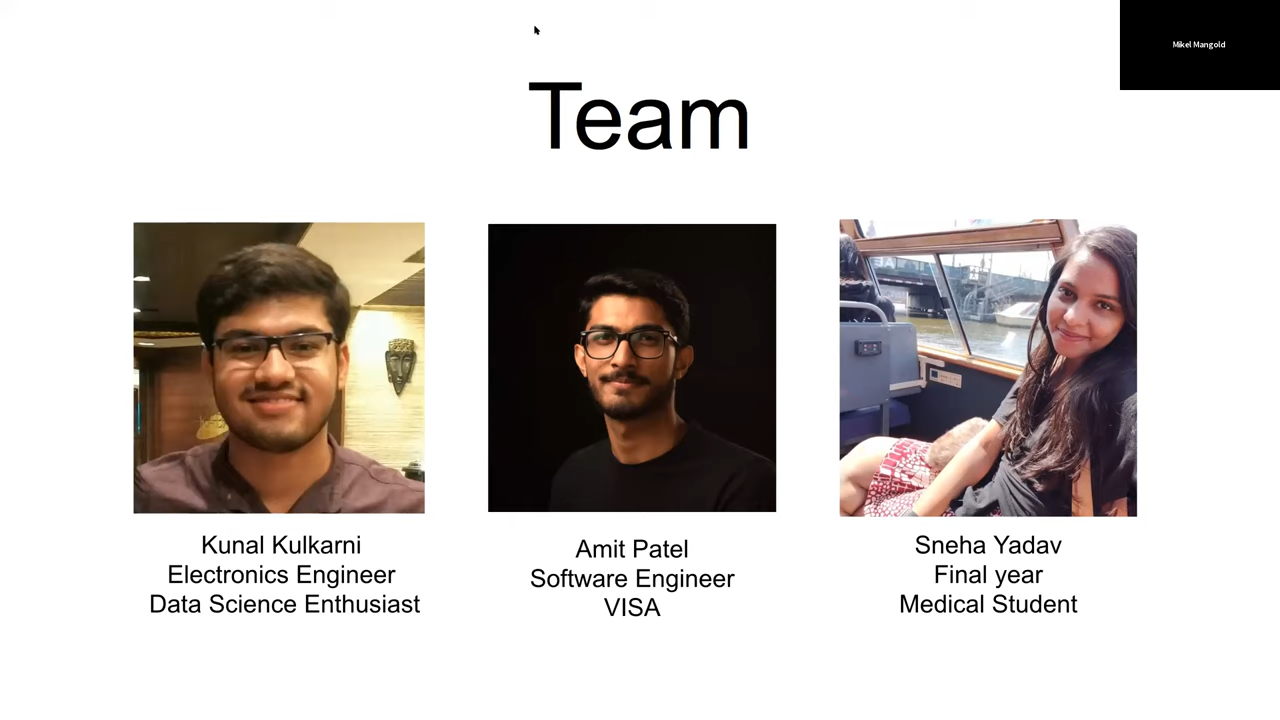 Mikel Mangold
Team
Kunal Kulkarni
Electronics Engineer
Data Science Enthusiast
Amit Patel
Software Engineer
VISA
Sneha Yadav
Final year
Medical Student